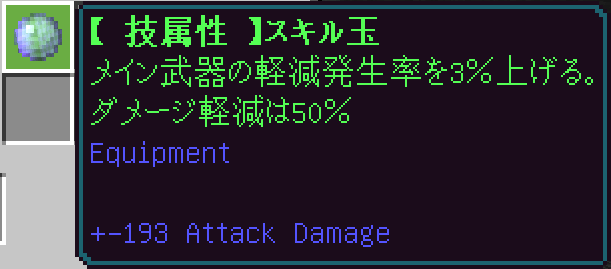 【 技属性 】スキル玉
メイン武器の軽減発生率を3%上げる。
ダメージ軽減は50%
Equipment
+-193 Attack Damage